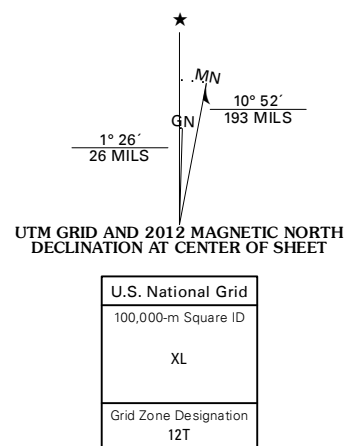 ★
MN
GN
10° 52´
193 MILS
1° 26´
26 MILS
UTM GRID AND 2012 MAGNETIC NORTH
DECLINATION AT CENTER OF SHEET
U.S. National Grid
100,000-m Square ID
XL
Grid Zone Designation
12T